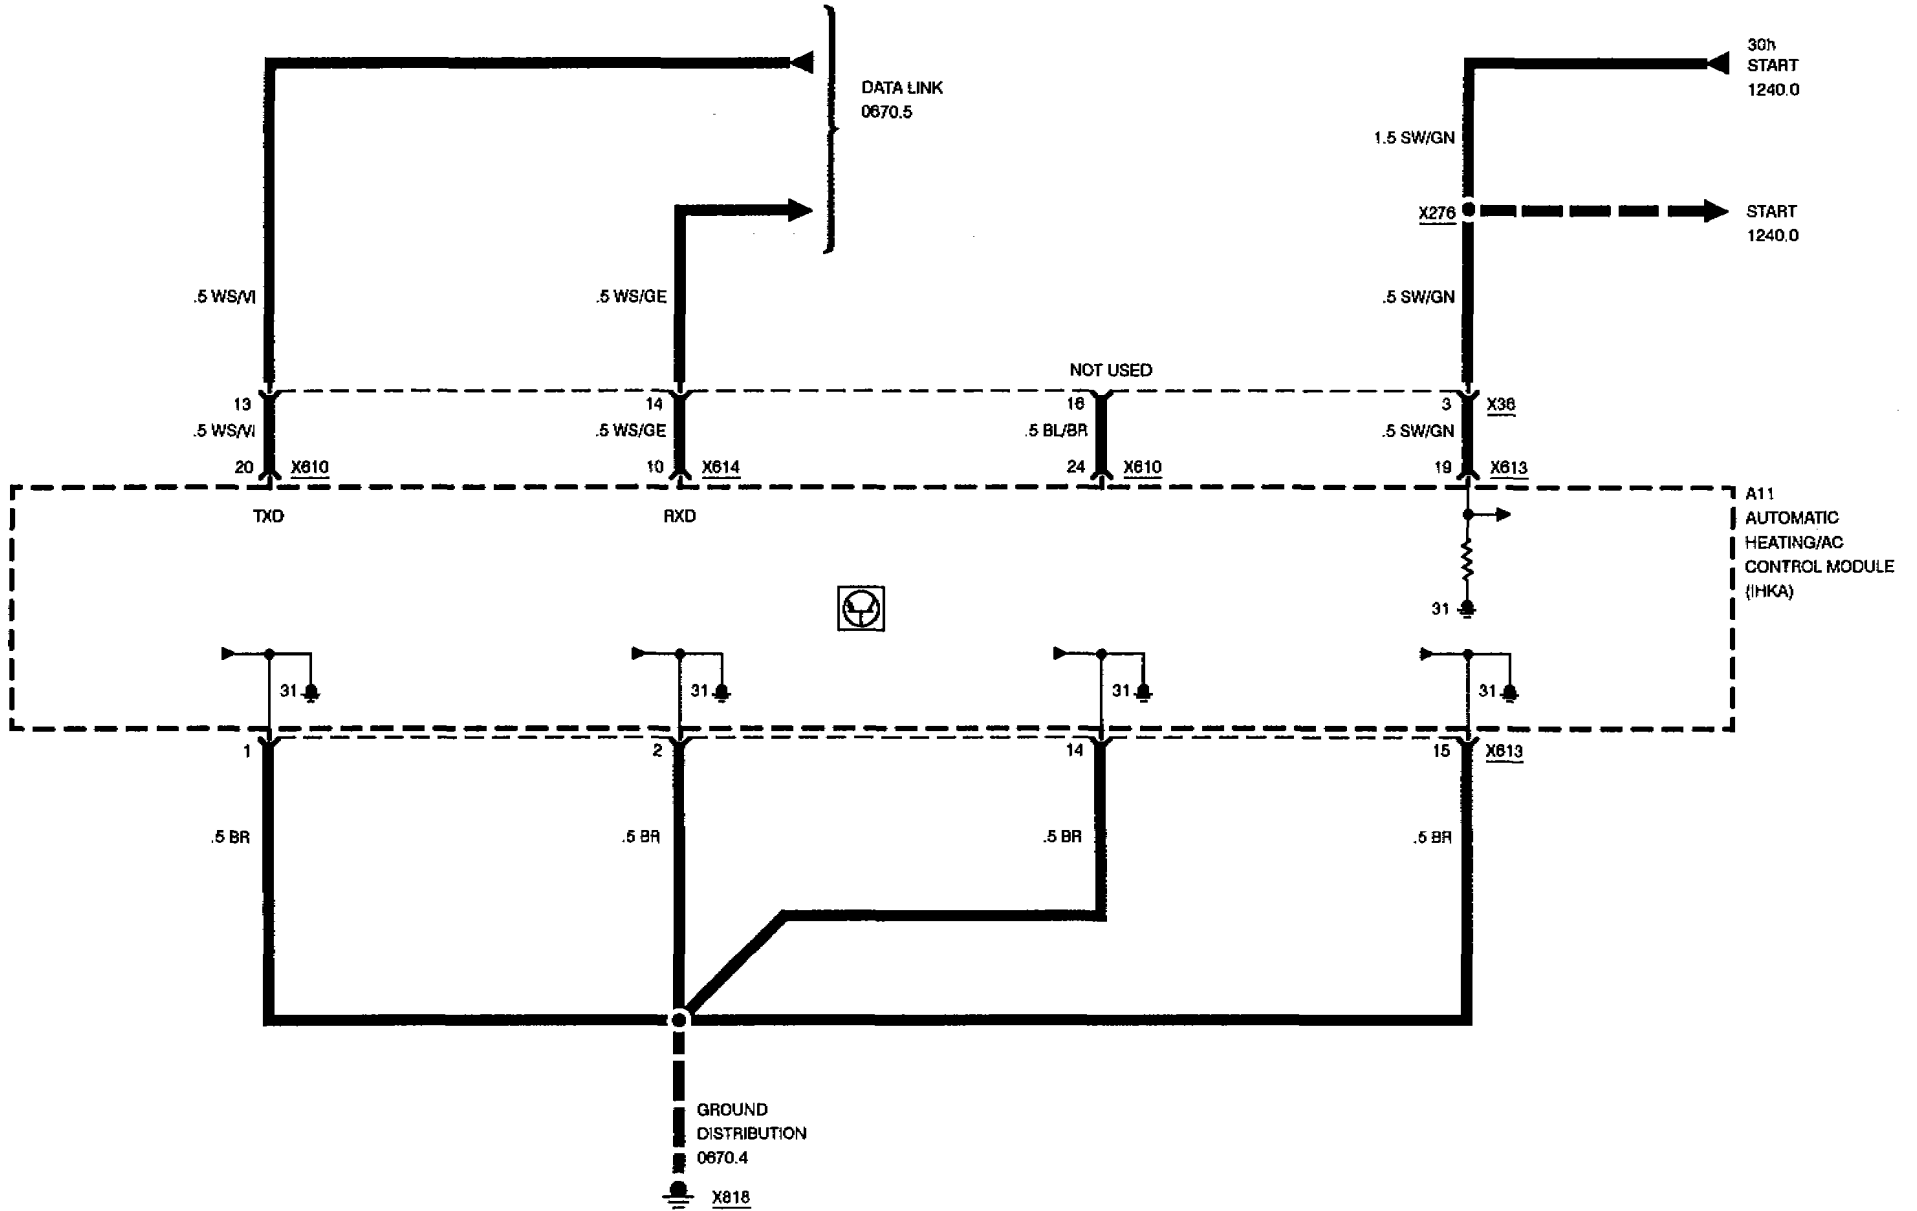 30h
START
1240.0
DATA LINK
0670.5
1.5 SW/GN
X276
START
1240.0
.5 WS/VI
.5 WS/GE
.5 SW/GN
NOT USED
13
14
16
3
X36
.5 WS/VI
.5 WS/GE
.5 BL/BR
.5 SW/GN
20
X610
10
X614
24
X610
19
X613
TXD
RXD
A11
AUTOMATIC
HEATING/AC
CONTROL MODULE
(IHKA)
31
31
31
31
31
1
2
14
15
X613
.5 BR
.5 BR
.5 BR
.5 BR
GROUND
DISTRIBUTION
0670.4
X818